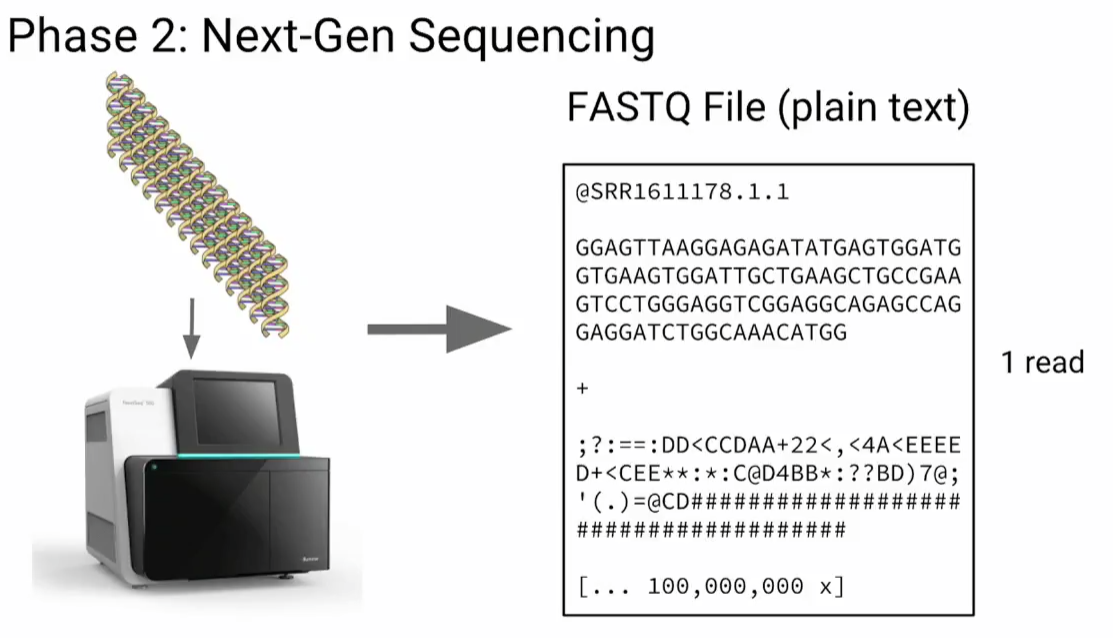 Phase 2: Next-Gen Sequencing
FASTQ File (plain text)
@SRR1611178.1.1
GGAGTTAAGGAGAGATATGAGTGGATG
GTGAAGTGGATTGCTGAAGCTGCCGAA
GTCCTGGGAGGTCGGAGGCAGAGCCAG
GAGGATCTGGCAAACATGG
+
;?:==:DD<CCDAA+22<,<4A<EEEE
D+<CEE**:*:C@D4BB*:??BD)7@;
'(.)=@CD###################
###################
[... 100,000,000 x]
1 read